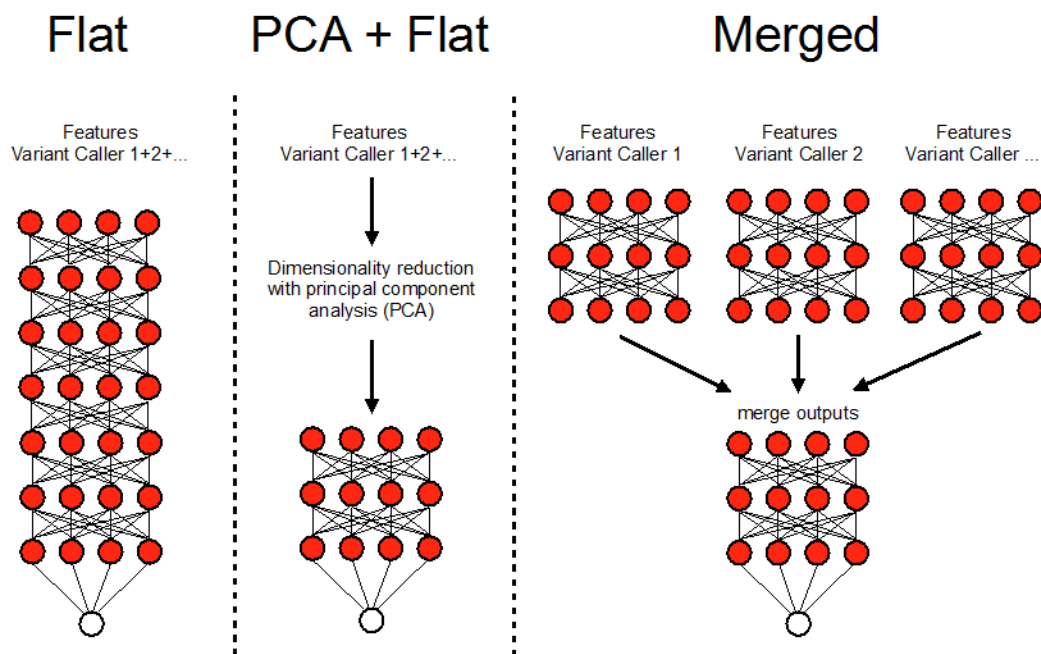 Flat
PCA + Flat
Merged
Features
Variant Caller 1+2+...
Features
Variant Caller 1+2+...
Features
Variant Caller 1
Features
Variant Caller 2
Features
Variant Caller ...
Dimensionality reduction
with principal component
analysis (PCA)
merge outputs